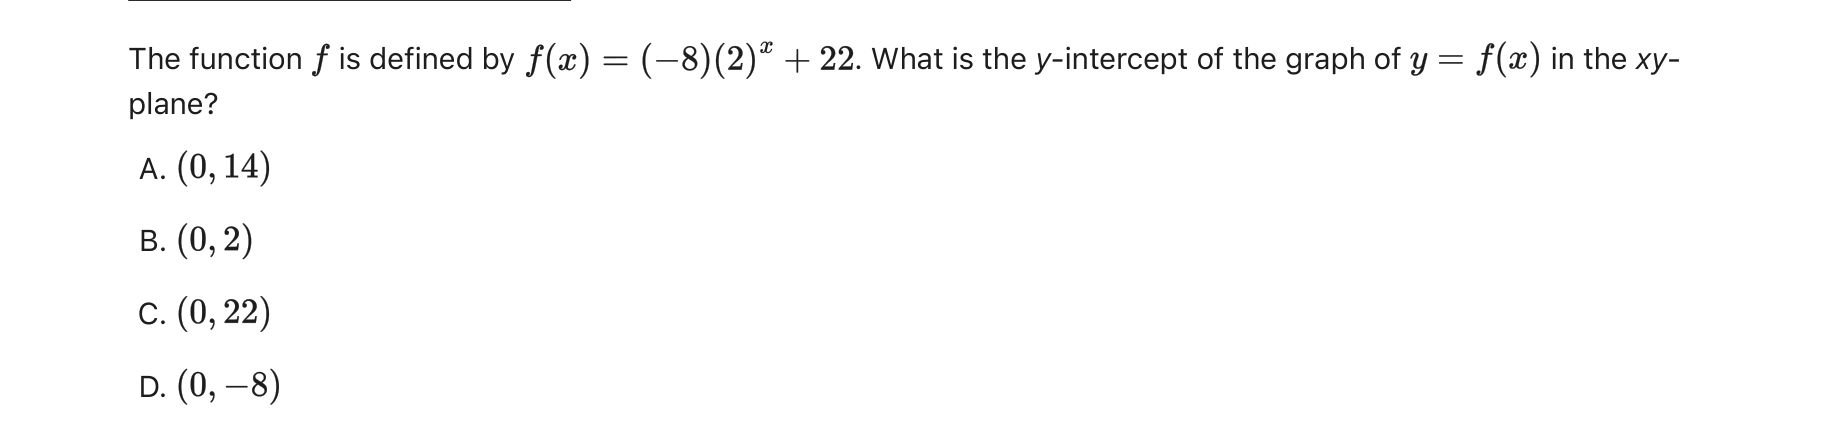 The function f is defined by f(x) = (−8)(2)ˣ + 22. What is the y-intercept of the graph of y = f(x) in the xy-
plane?
A. (0, 14)
B. (0, 2)
C. (0, 22)
D. (0, −8)